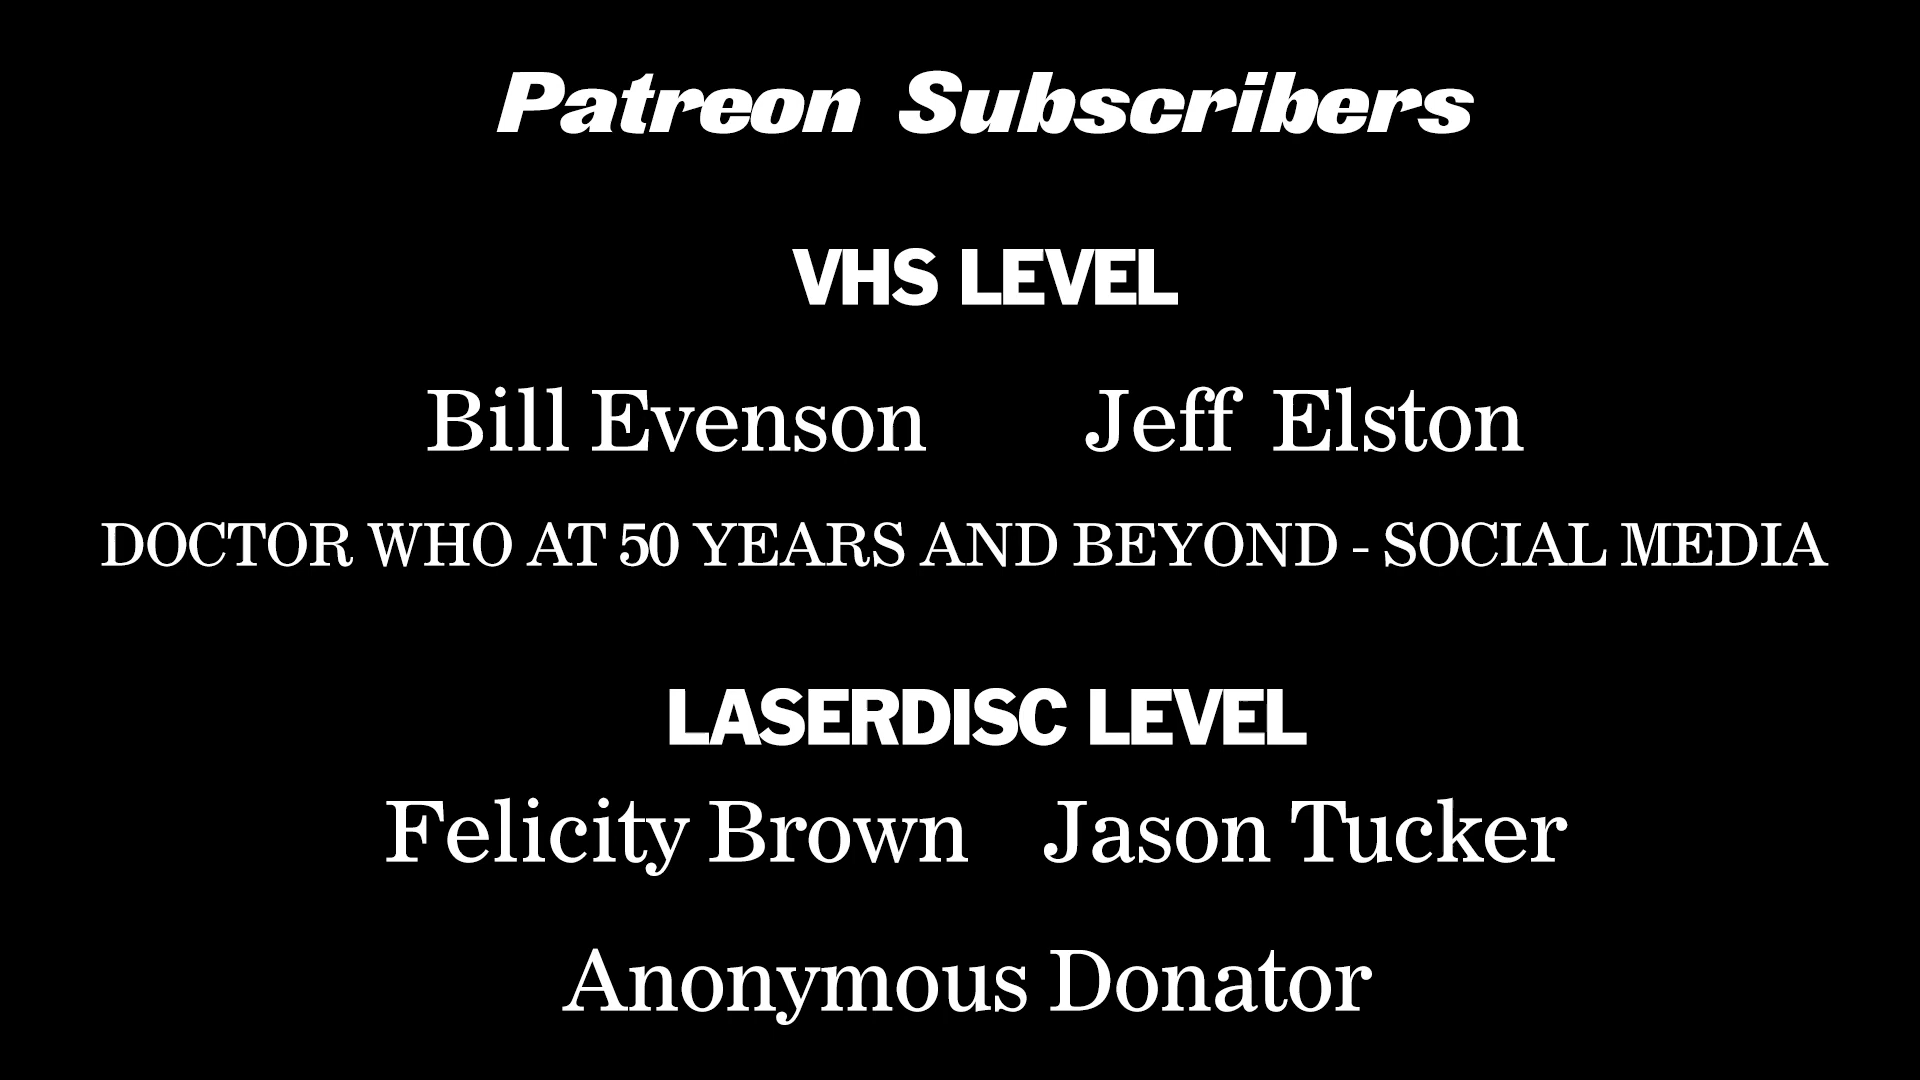 Patreon Subscribers
VHS LEVEL
Bill Evenson Jeff Elston
DOCTOR WHO AT 50 YEARS AND BEYOND - SOCIAL MEDIA
LASERDISC LEVEL
Felicity Brown Jason Tucker
Anonymous Donator